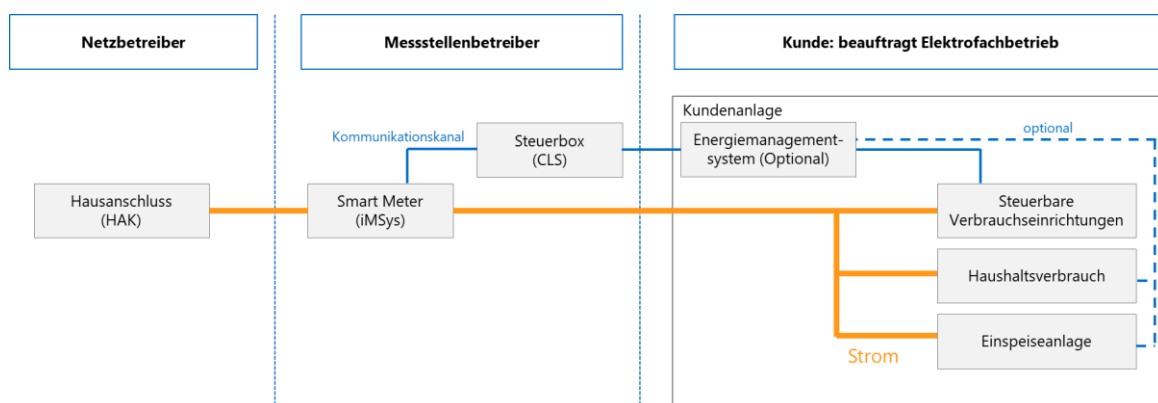 Netzbetreiber
Messstellenbetreiber
Kunde: beauftragt Elektrofachbetrieb
Kundenanlage
Kommunikationskanal
Steuerbox
(CLS)
Energiemanagement-
system (Optional)
optional
Hausanschluss
(HAK)
Smart Meter
(iMSys)
Steuerbare
Verbrauchseinrichtungen
Haushaltsverbrauch
Einspeiseanlage
Strom